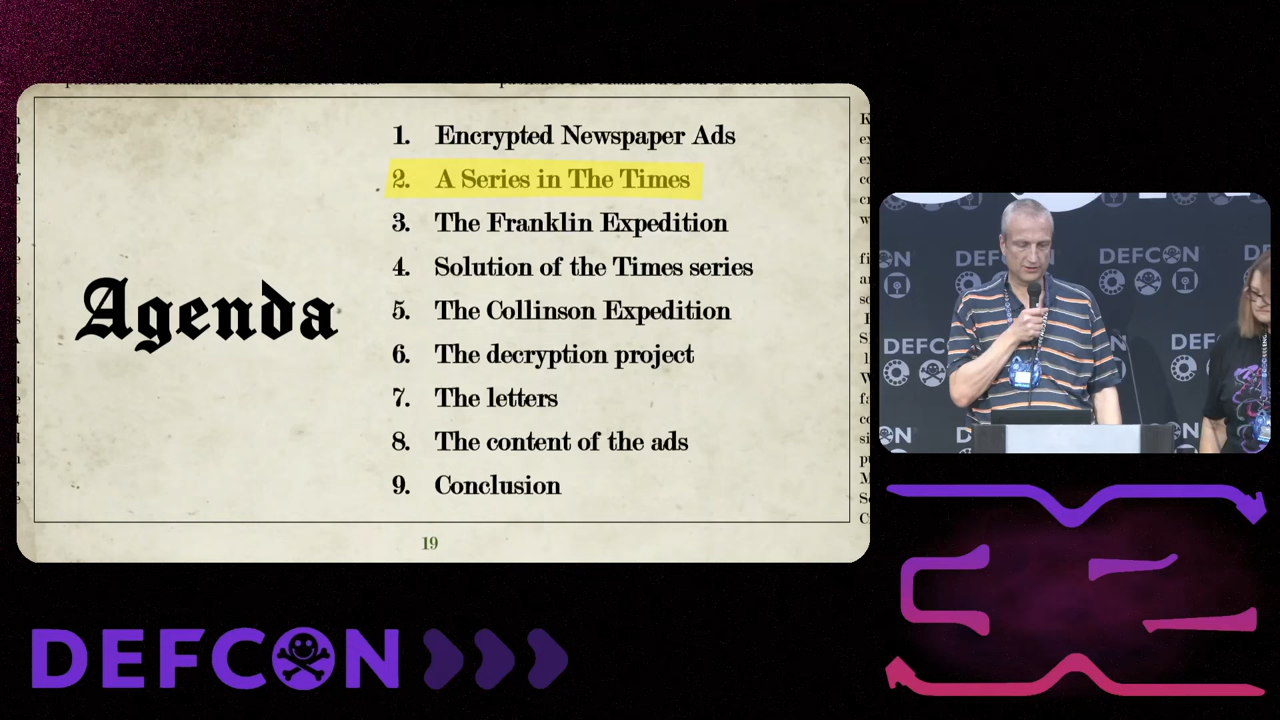 Agenda
1. Encrypted Newspaper Ads
2. A Series in The Times
3. The Franklin Expedition
4. Solution of the Times series
5. The Collinson Expedition
6. The decryption project
7. The letters
8. The content of the ads
9. Conclusion
19
DEFCON
DEFCON
DEFCON